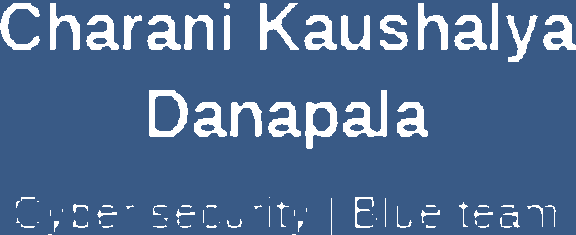 Charani Kaushalya
Danapala
Cyber security | Blue team